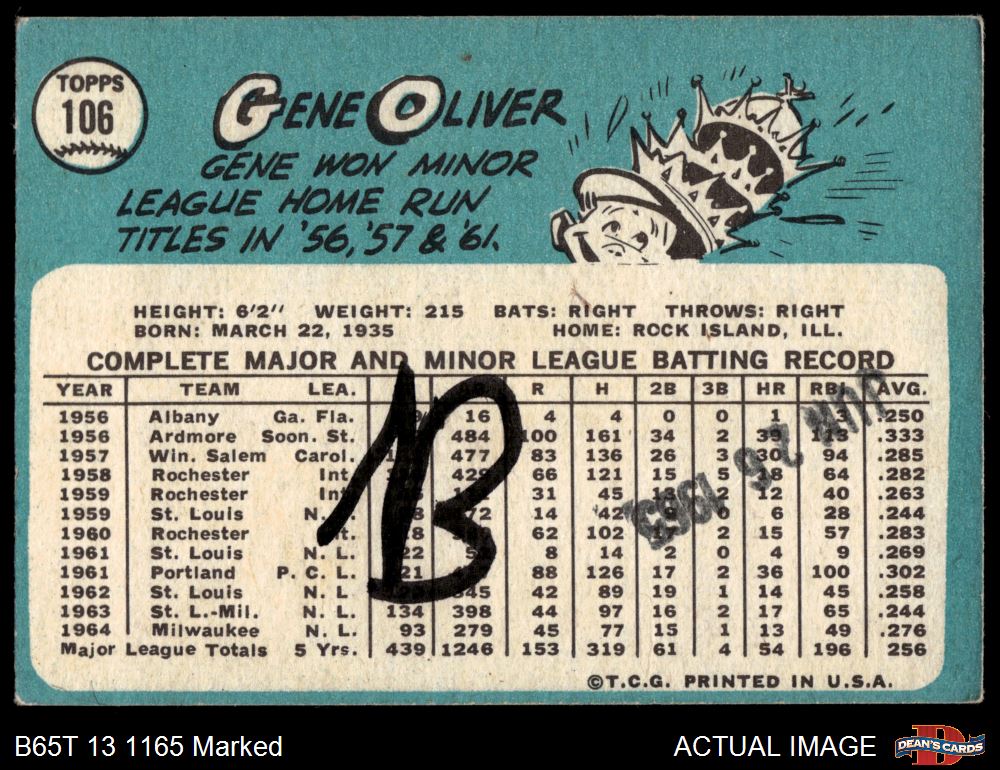 TOPPS
106
GENE OLIVER
GENE WON MINOR
LEAGUE HOME RUN
TITLES IN '56, '57 & '61.
HEIGHT: 6'2" WEIGHT: 215 BATS: RIGHT THROWS: RIGHT
BORN: MARCH 22, 1935 HOME: ROCK ISLAND, ILL.
COMPLETE MAJOR AND MINOR LEAGUE BATTING RECORD
YEAR TEAM LEA. R H 2B 3B HR RBI AVG.
1956 Albany Ga. Fla. 16 4 4 0 0 1 .250
1956 Ardmore Soon. St. 484 100 161 34 2 39 113 .333
1957 Win. Salem Carol. 477 83 136 26 3 30 94 .285
1958 Rochester Int 66 121 15 5 18 64 .282
1959 Rochester Int 31 45 13 2 12 40 .263
1959 St. Louis N. 14 42 6 28 .244
1960 Rochester 62 102 2 15 57 .283
1961 St. Louis N. L. 22 8 14 2 0 4 9 .269
1961 Portland P. C. L. 88 126 17 2 36 100 .302
1962 St. Louis N. L. 345 42 89 19 1 14 45 .258
1963 St. L.-Mil. N. L. 134 398 44 97 16 2 17 65 .244
1964 Milwaukee N. L. 93 279 45 77 15 1 13 49 .276
Major League Totals 5 Yrs. 439 1246 153 319 61 4 54 196 .256
©T.C.G. PRINTED IN U.S.A.
B
B65T 13 1165 Marked
ACTUAL IMAGE
DEAN'S CARDS